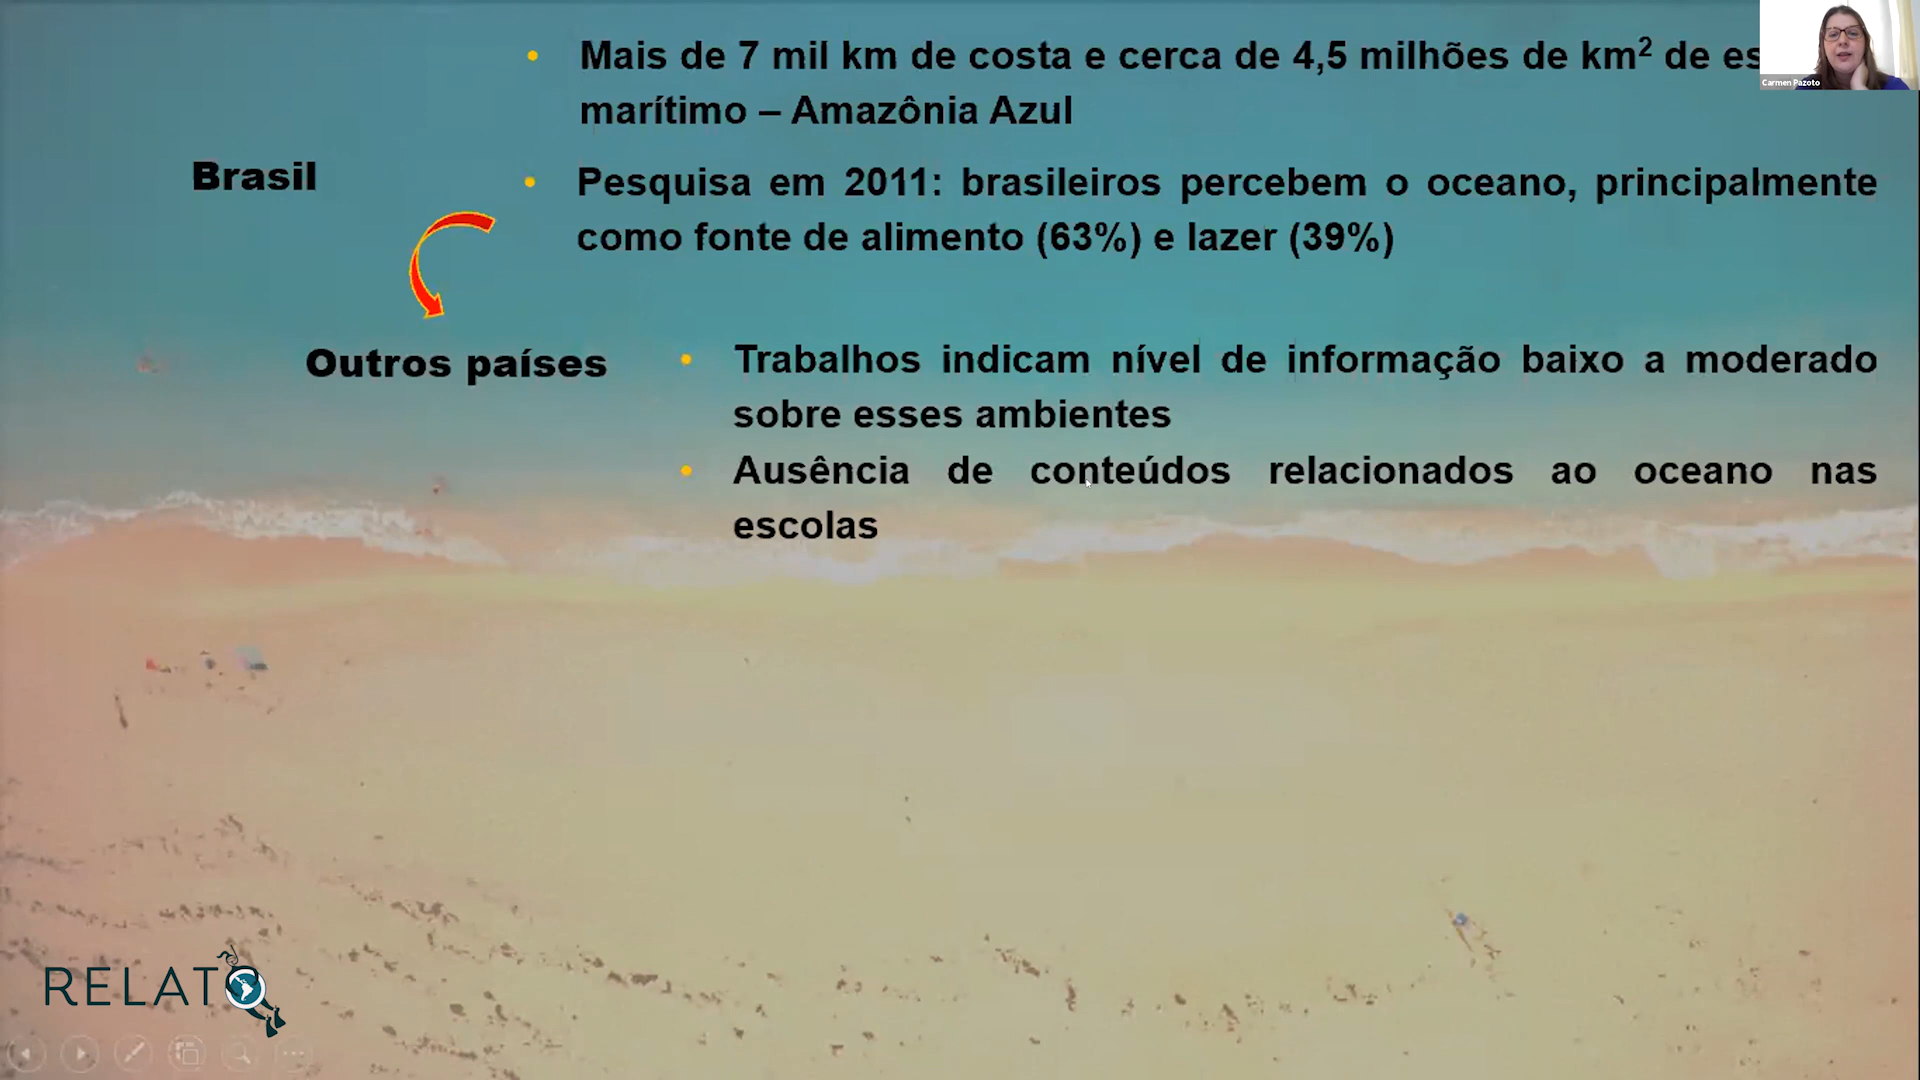 Mais de 7 mil km de costa e cerca de 4,5 milhões de km² de
marítimo – Amazônia Azul
Carmen Pazoto
Brasil
Pesquisa em 2011: brasileiros percebem o oceano, principalmente
como fonte de alimento (63%) e lazer (39%)
Outros países
Trabalhos indicam nível de informação baixo a moderado
sobre esses ambientes
Ausência de conteúdos relacionados ao oceano nas
escolas
RELATO